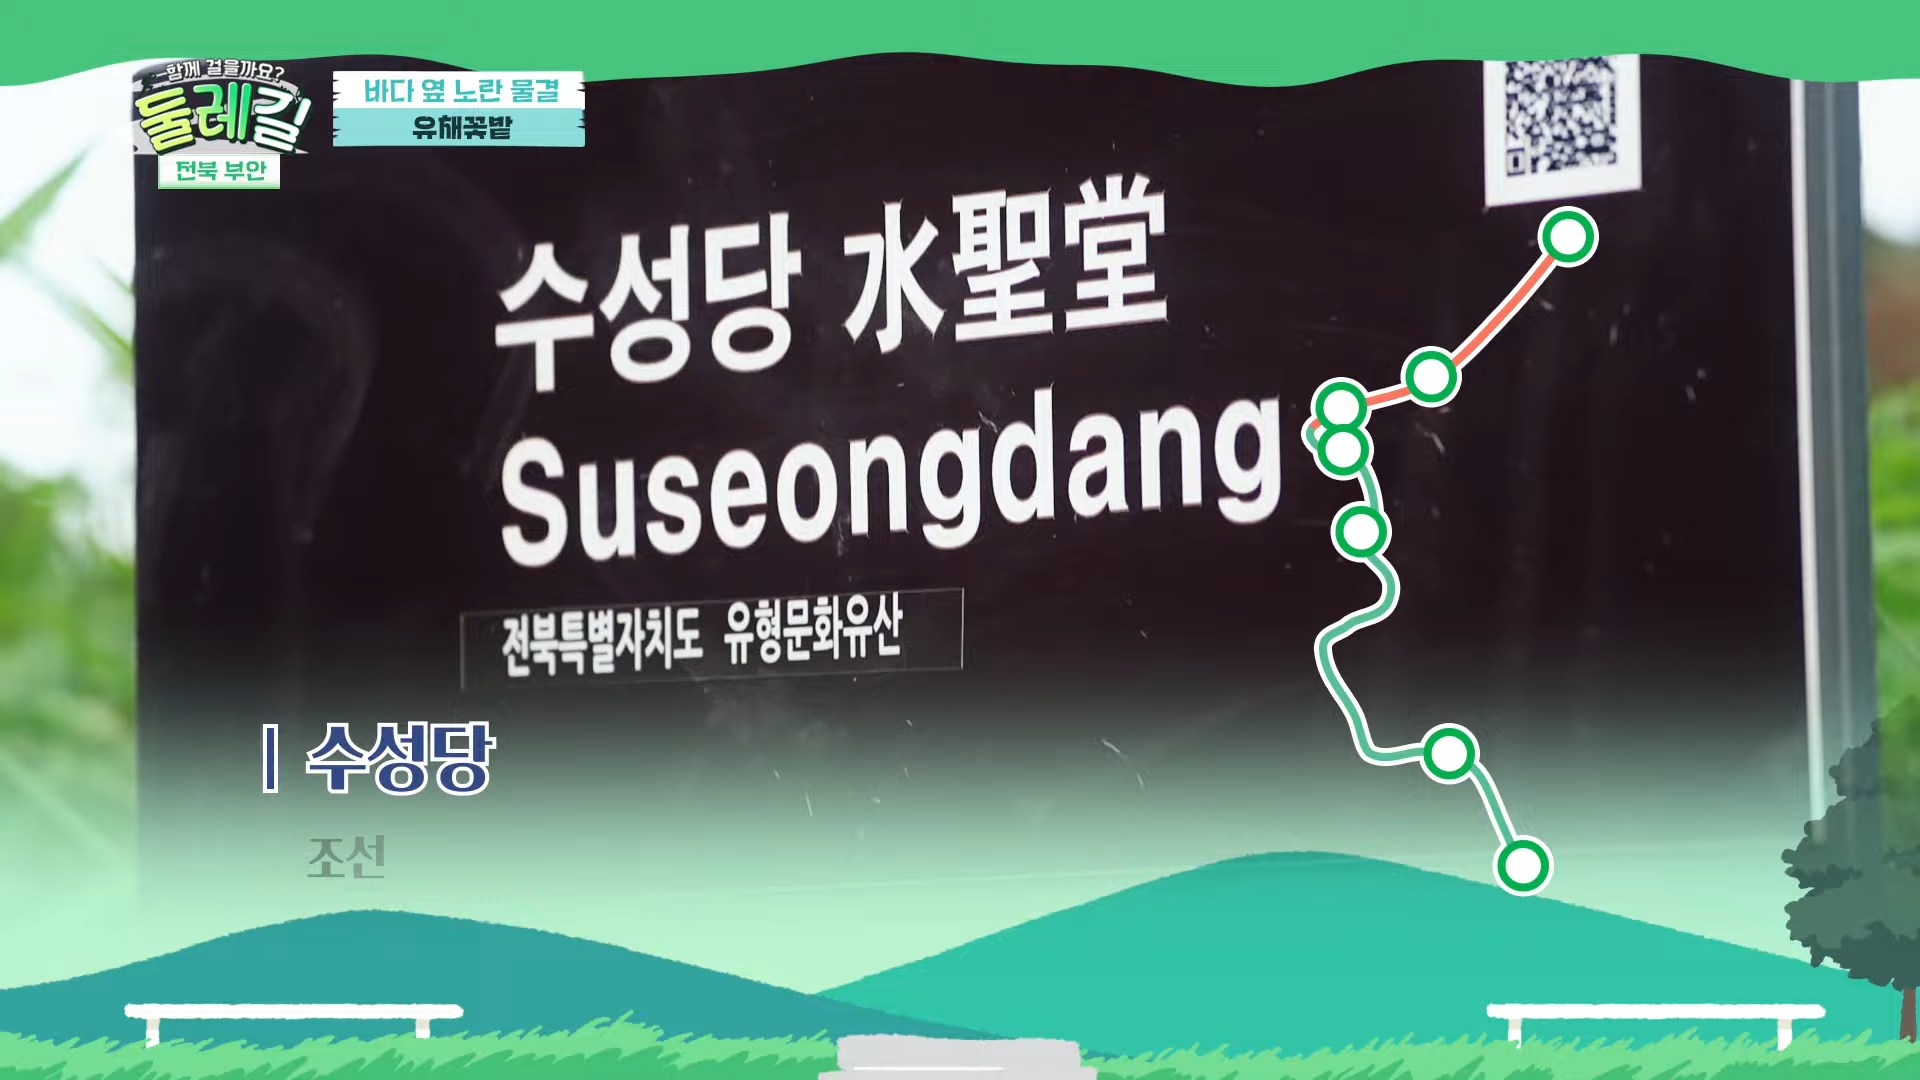 함께 걸을까요?
둘레길
전북 부안
바다 옆 노란 물결
유채꽃밭
수성당 水聖堂
Suseongdang
전북특별자치도 유형문화유산
수성당
조선